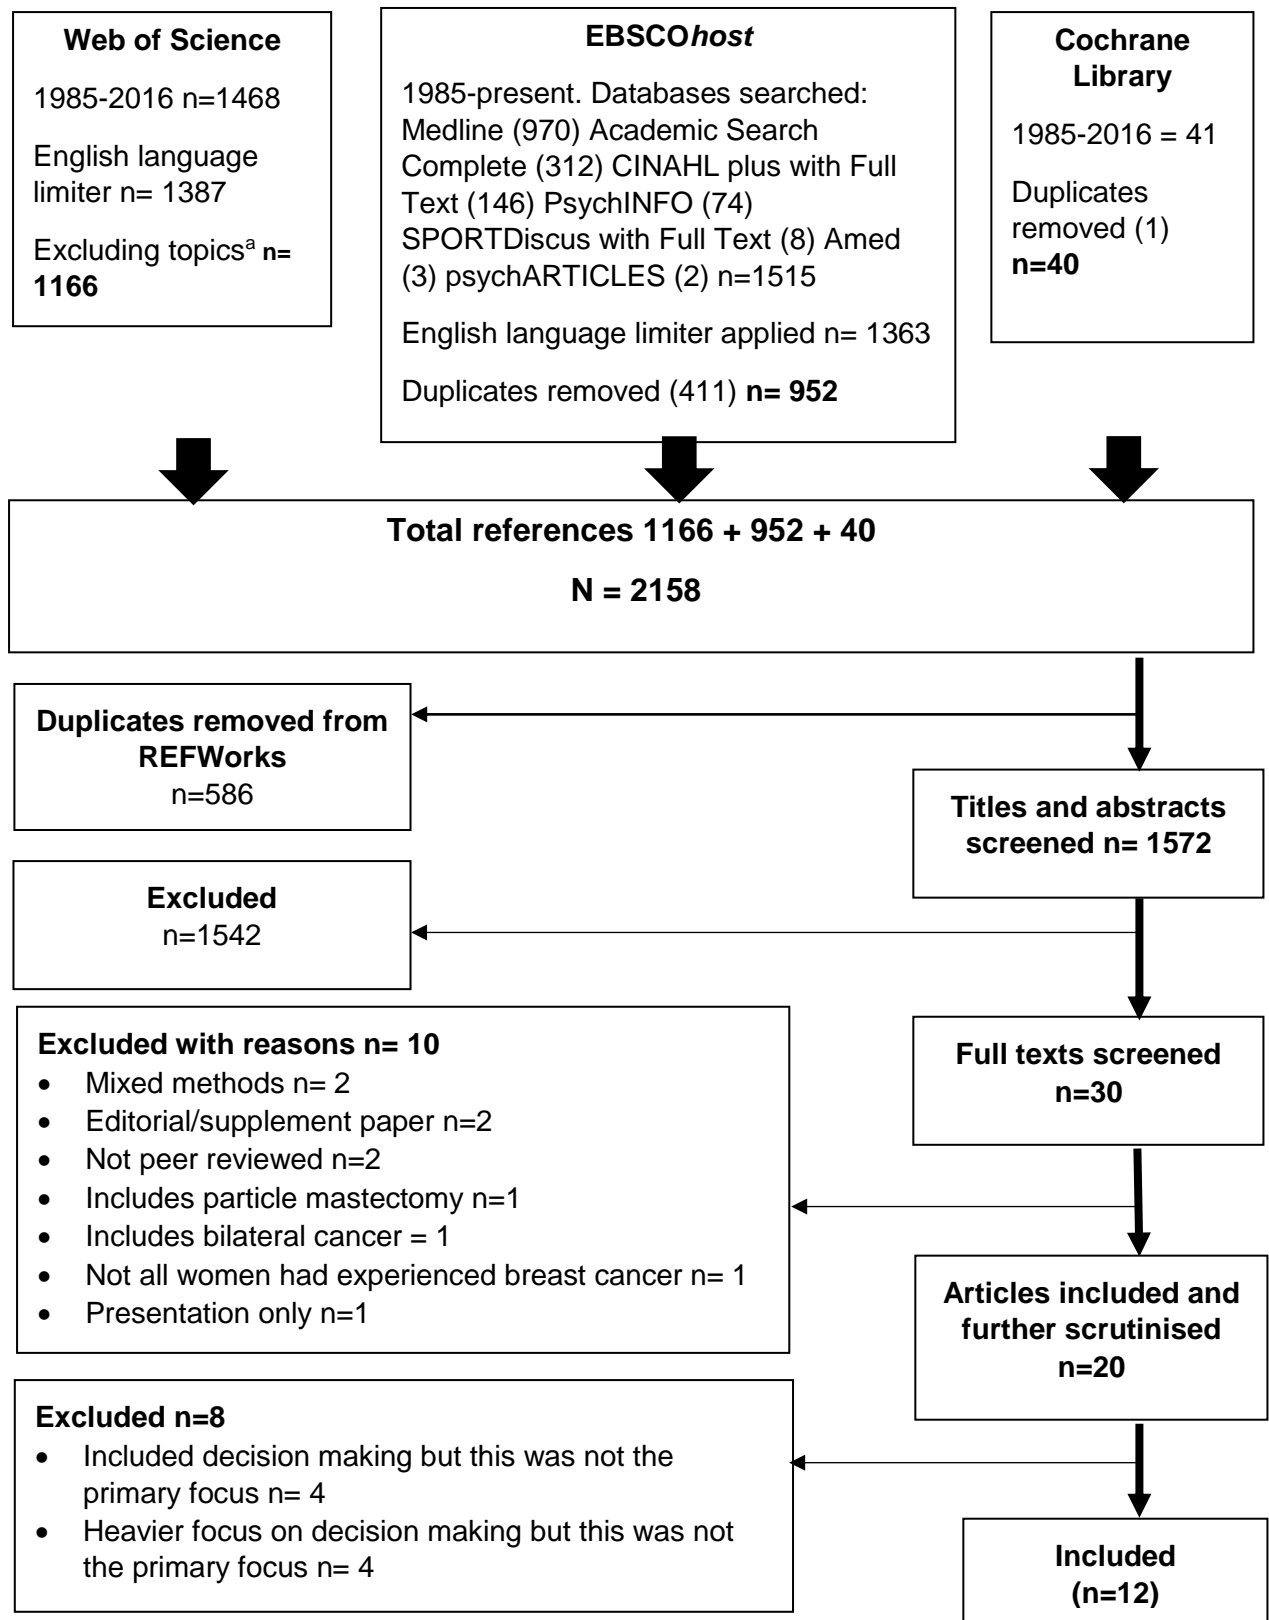 Web of Science
1985-2016 n=1468
English language
limiter n= 1387
Excluding topicsᵃ n=
1166
EBSCOhost
1985-present. Databases searched:
Medline (970) Academic Search
Complete (312) CINAHL plus with Full
Text (146) PsychINFO (74)
SPORTDiscus with Full Text (8) Amed
(3) psychARTICLES (2) n=1515
English language limiter applied n= 1363
Duplicates removed (411) n= 952
Cochrane
Library
1985-2016 = 41
Duplicates
removed (1)
n=40
Total references 1166 + 952 + 40
N = 2158
Duplicates removed from
REFWorks
n=586
Titles and abstracts
screened n= 1572
Excluded
n=1542
Full texts screened
n=30
Excluded with reasons n= 10
• Mixed methods n= 2
• Editorial/supplement paper n=2
• Not peer reviewed n=2
• Includes particle mastectomy n=1
• Includes bilateral cancer = 1
• Not all women had experienced breast cancer n= 1
• Presentation only n=1
Articles included and
further scrutinised
n=20
Excluded n=8
• Included decision making but this was not the
primary focus n= 4
• Heavier focus on decision making but this was not
the primary focus n= 4
Included
(n=12)